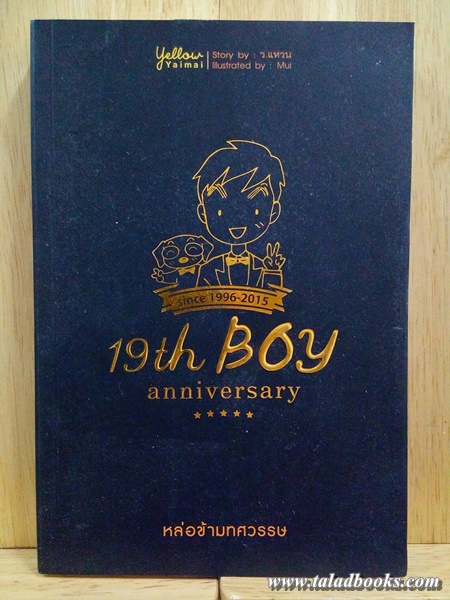 Yellow
Yaimai
Story by : ว.แหวน
Illustrated by : Mui
since 1996-2015
19th BOY
anniversary
หล่อข้ามทศวรรษ
www.taladbooks.com